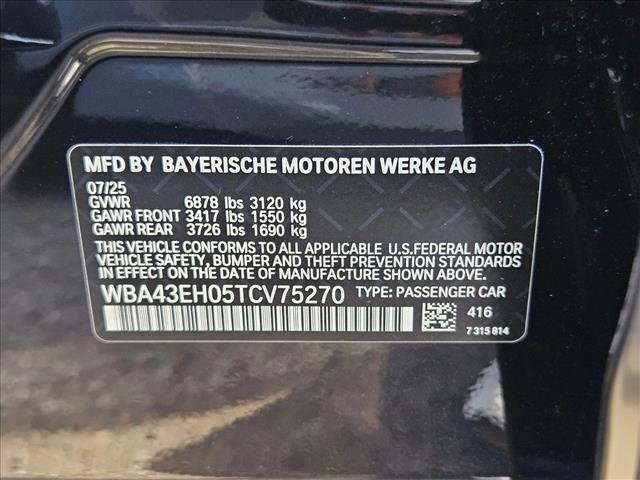 MFD BY BAYERISCHE MOTOREN WERKE AG
07/25
GVWR 6878 lbs 3120 kg
GAWR FRONT 3417 lbs 1550 kg
GAWR REAR 3726 lbs 1690 kg
THIS VEHICLE CONFORMS TO ALL APPLICABLE U.S.FEDERAL MOTOR
VEHICLE SAFETY, BUMPER AND THEFT PREVENTION STANDARDS
IN EFFECT ON THE DATE OF MANUFACTURE SHOWN ABOVE.
WBA43EH05TCV75270 TYPE: PASSENGER CAR
416
7 315 814